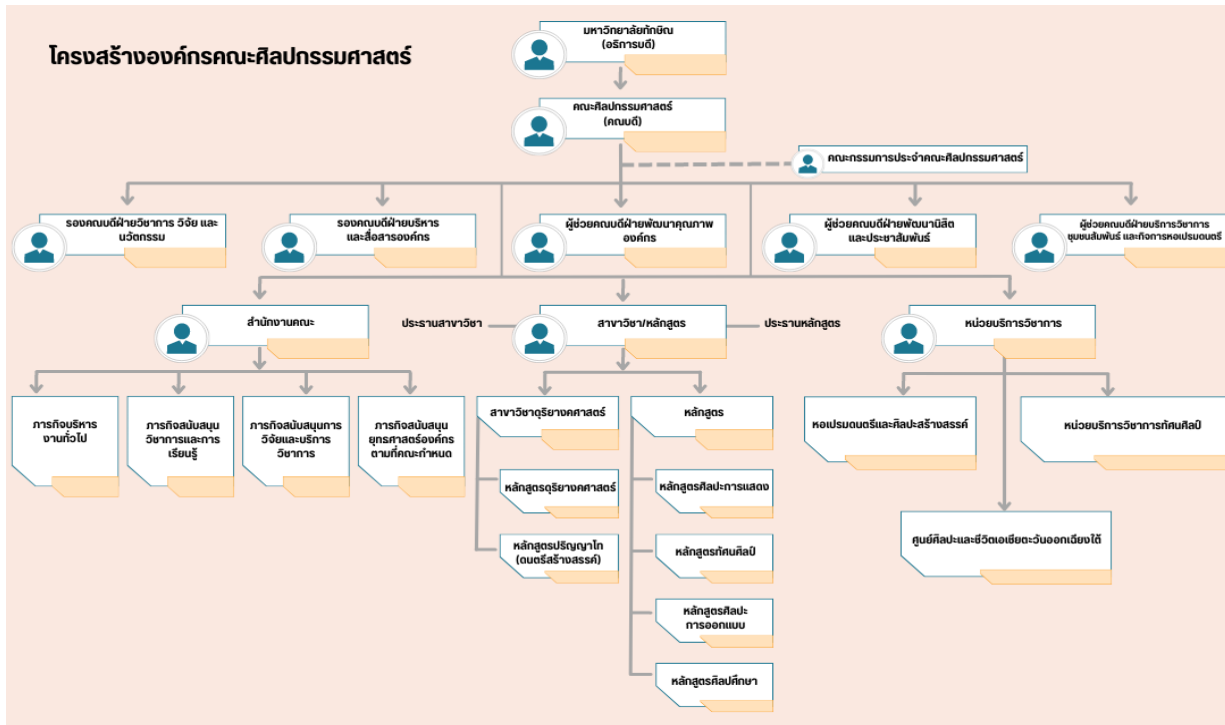 โครงสร้างองค์กรคณะศิลปกรรมศาสตร์
มหาวิทยาลัยทักษิณ
(อธิการบดี)
คณะศิลปกรรมศาสตร์
(คณบดี)
คณะกรรมการประจำคณะศิลปกรรมศาสตร์
รองคณบดีฝ่ายวิชาการ วิจัย และ
นวัตกรรม
รองคณบดีฝ่ายบริหาร
และสื่อสารองค์กร
ผู้ช่วยคณบดีฝ่ายพัฒนาคุณภาพ
องค์กร
ผู้ช่วยคณบดีฝ่ายพัฒนานิสิต
และประชาสัมพันธ์
ผู้ช่วยคณบดีฝ่ายบริการวิชาการ
ชุมชนสัมพันธ์ และกิจการหอเปรมดนตรี
สำนักงานคณะ
ประธานสาขาวิชา
สาขาวิชา/หลักสูตร
ประธานหลักสูตร
หน่วยบริการวิชาการ
ภารกิจบริหาร
งานทั่วไป
ภารกิจสนับสนุน
วิชาการและการ
เรียนรู้
ภารกิจสนับสนุนการ
วิจัยและบริการ
วิชาการ
ภารกิจสนับสนุน
ยุทธศาสตร์องค์กร
ตามที่คณะกำหนด
สาขาวิชาดุริยางคศาสตร์
หลักสูตรดุริยางคศาสตร์
หลักสูตรปริญญาโท
(ดนตรีสร้างสรรค์)
หลักสูตร
หลักสูตรศิลปะการแสดง
หลักสูตรทัศนศิลป์
หลักสูตรศิลปะ
การออกแบบ
หลักสูตรศิลปศึกษา
หอเปรมดนตรีและศิลปะสร้างสรรค์
หน่วยบริการวิชาการทัศนศิลป์
ศูนย์ศิลปะและชีวิตเอเชียตะวันออกเฉียงใต้